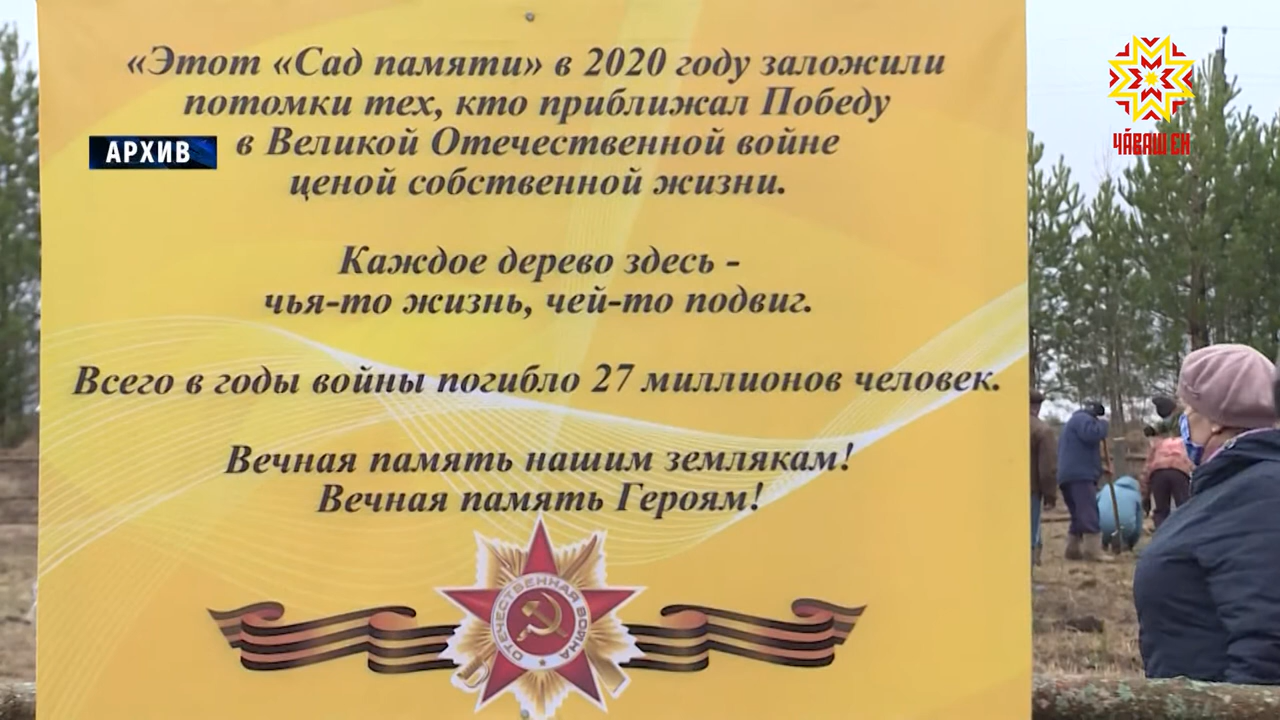 «Этот «Сад памяти» в 2020 году заложили
потомки тех, кто приближал Победу
в Великой Отечественной войне
ценой собственной жизни.
Каждое дерево здесь -
чья-то жизнь, чей-то подвиг.
Всего в годы войны погибло 27 миллионов человек.
Вечная память нашим землякам!
Вечная память Героям!
ОТЕЧЕСТВЕННАЯ ВОЙНА
АРХИВ
ЧӐВАШ ЕН